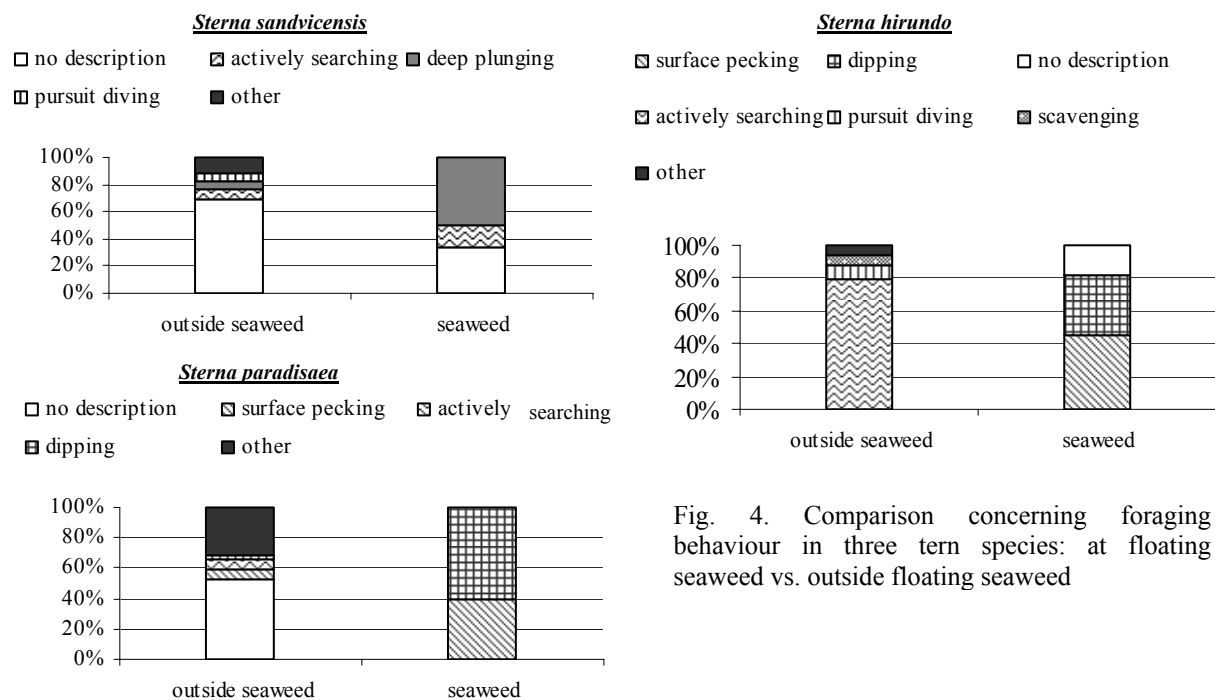 Sterna sandvicensis
no description actively searching deep plunging
pursuit diving other
100%
80%
60%
40%
20%
0%
outside seaweed seaweed
Sterna paradisaea
no description surface pecking actively searching
dipping other
100%
80%
60%
40%
20%
0%
outside seaweed seaweed
Sterna hirundo
surface pecking dipping no description
actively searching pursuit diving scavenging
other
100%
80%
60%
40%
20%
0%
outside seaweed seaweed
Fig. 4. Comparison concerning foraging
behaviour in three tern species: at floating
seaweed vs. outside floating seaweed